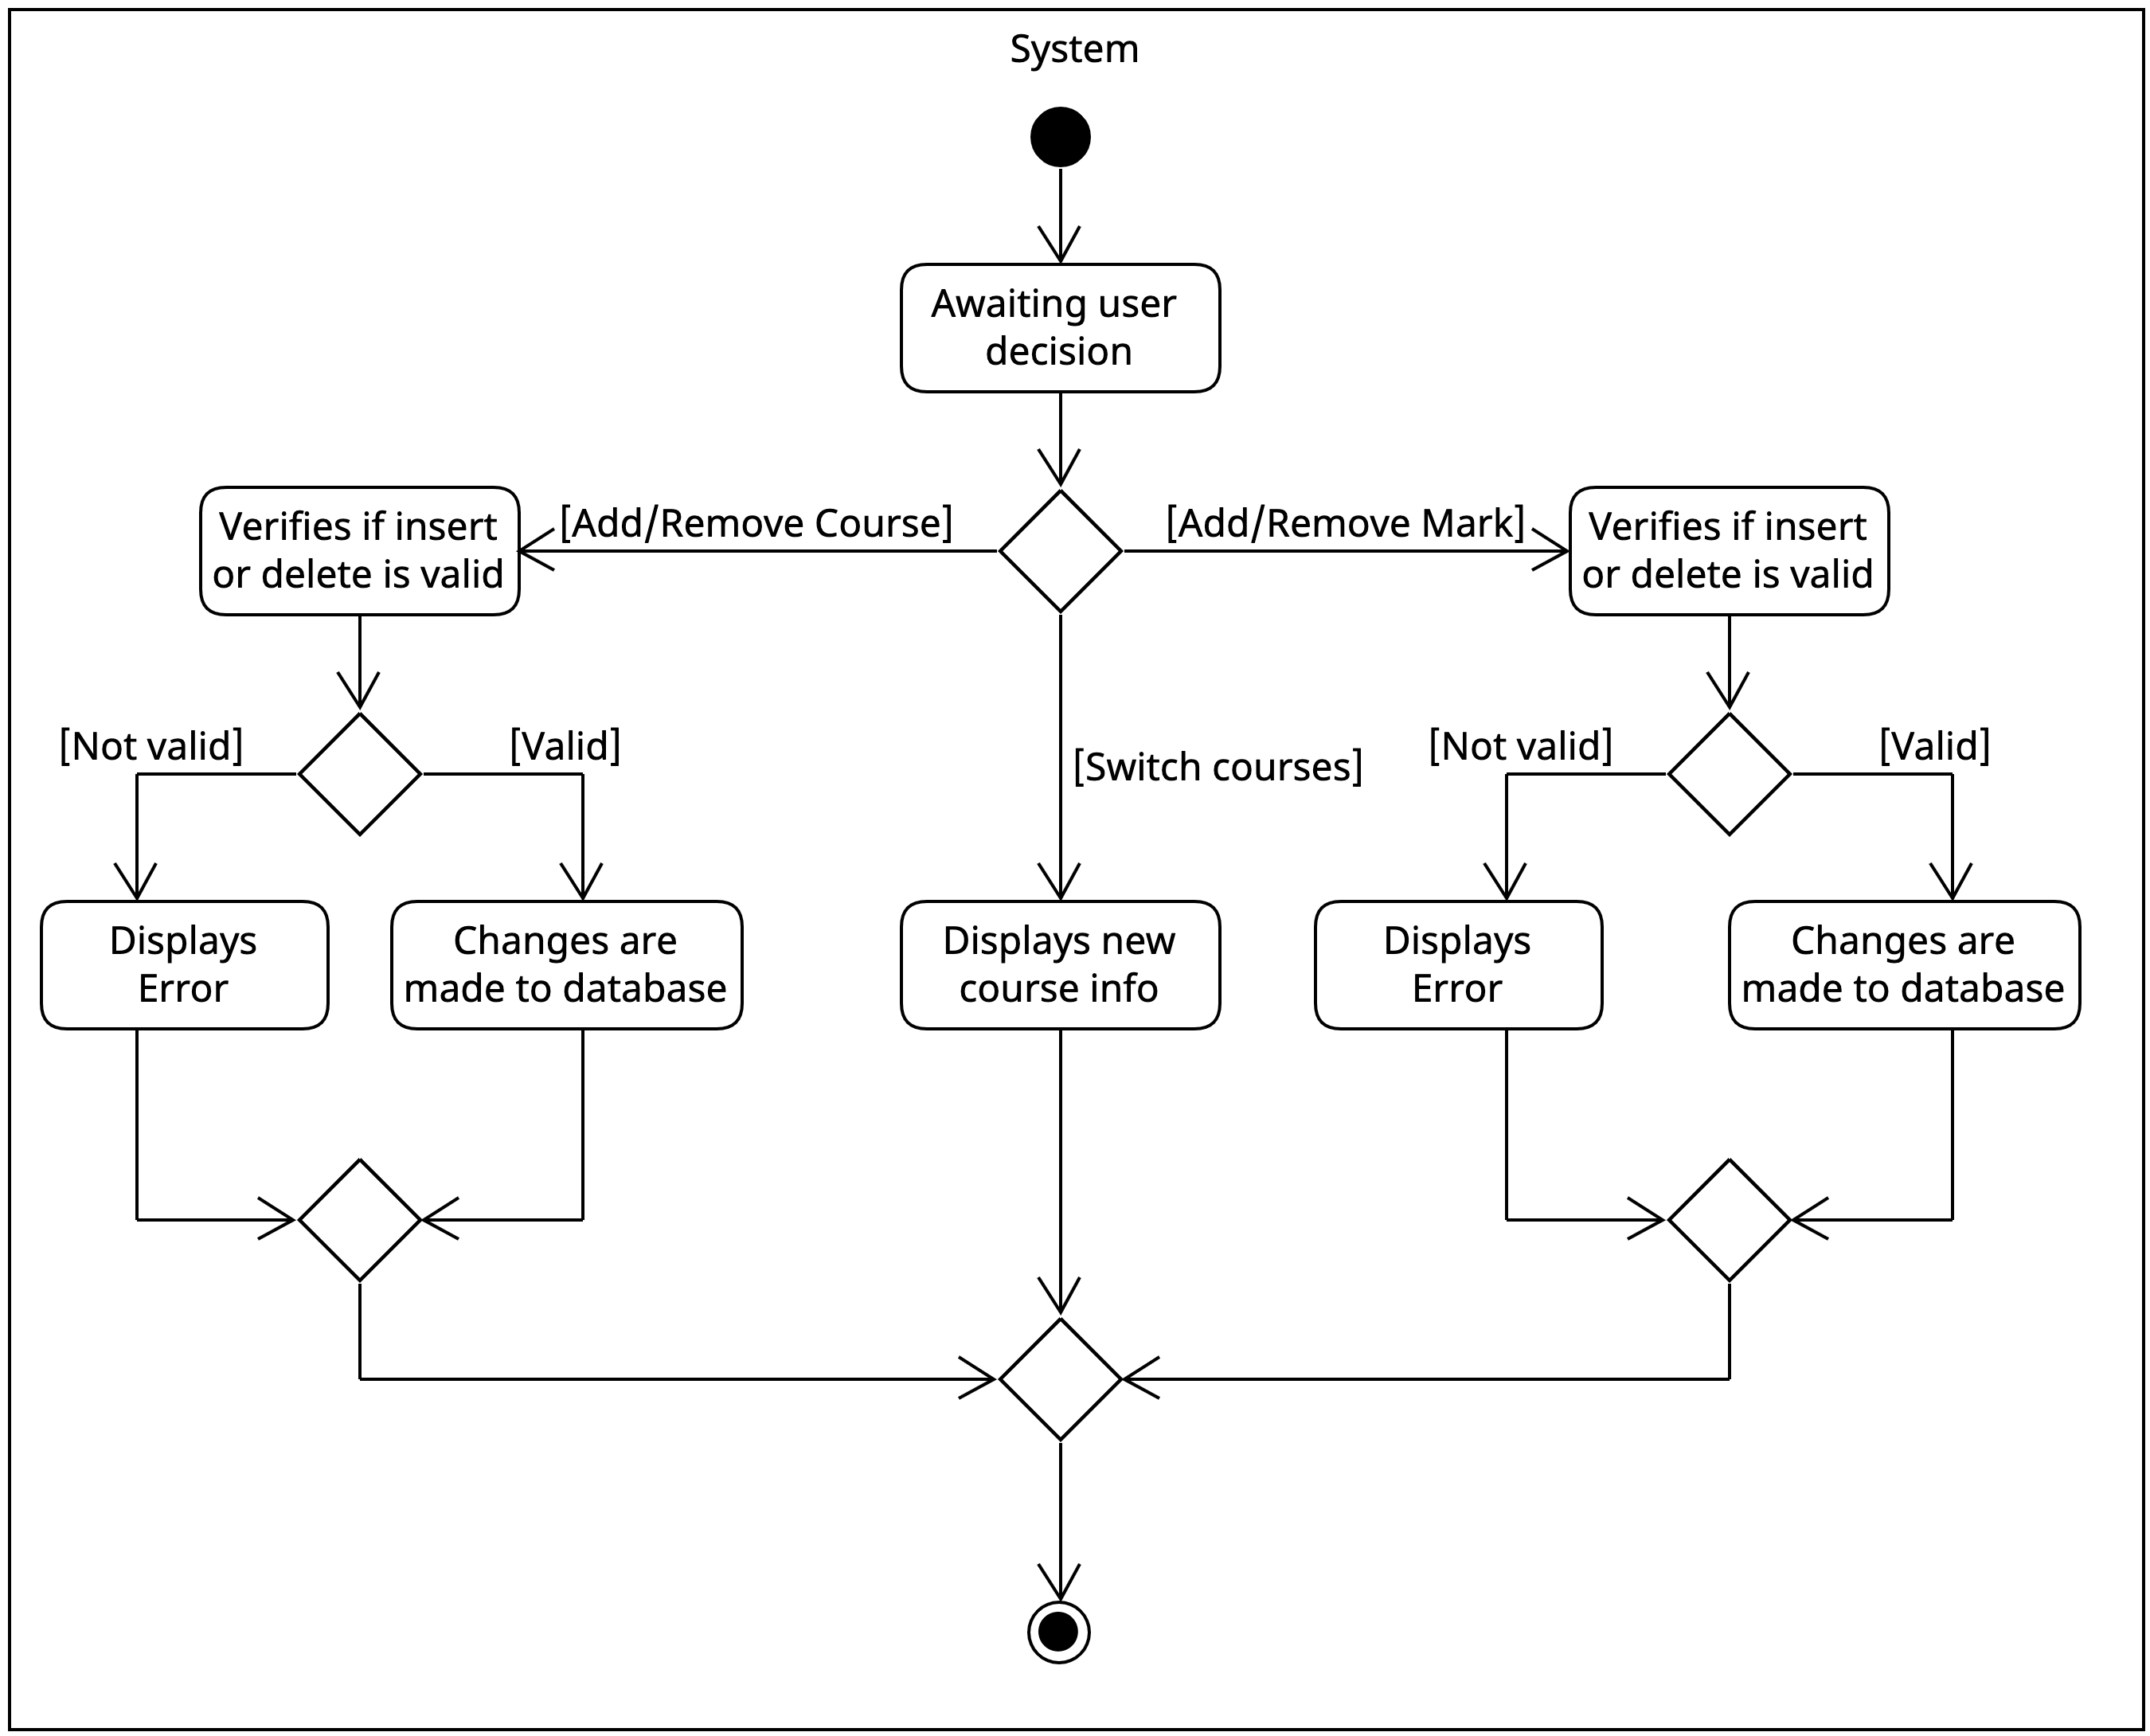 System
Awaiting user
decision
[Add/Remove Course]
[Add/Remove Mark]
Verifies if insert
or delete is valid
Verifies if insert
or delete is valid
[Not valid]
[Valid]
[Switch courses]
[Not valid]
[Valid]
Displays
Error
Changes are
made to database
Displays new
course info
Displays
Error
Changes are
made to database